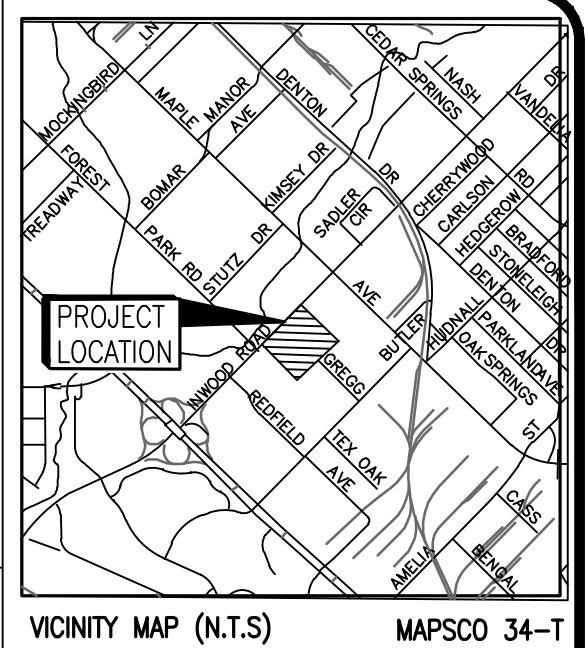 LN
CEDAR SPRINGS
NASH
MOCKINGBIRD
MAPLE
MANOR
AVE
DENTON
DR
VANDELIA
DR
FOREST
TREADWAY
BOMAR
KIMSEY DR
SADLER
CIR
CHERRYWOOD
RD
CARLSON
HEDGEROW
BRADFORD
STONELEIGH
DENTON
DR
PARK RD
STUTZ
DR
AVE
BUTLER
HUDNALL
PARKLAND
AVE
OAK SPRINGS
PROJECT
LOCATION
INWOOD ROAD
GREGG
REDFIELD
AVE
TEX OAK
ST
CASS
BENGAL
AMELIA
VICINITY MAP (N.T.S)
MAPSCO 34-T